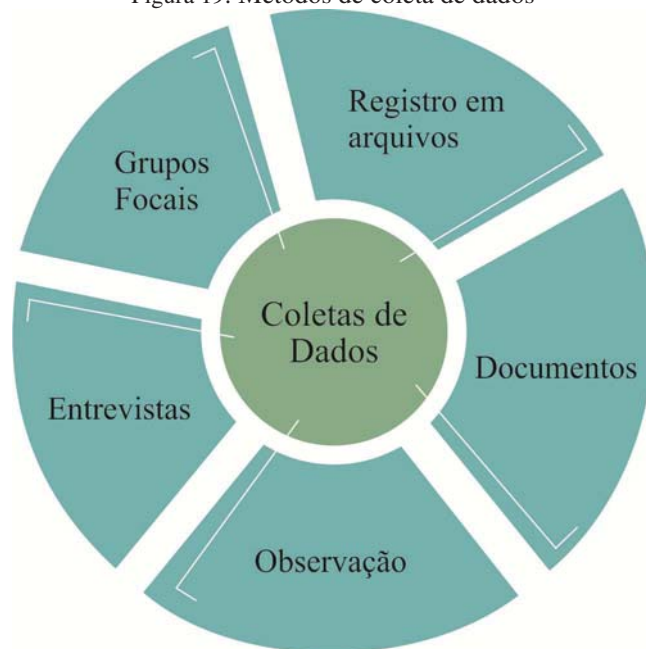 Figura 19: Métodos de coleta de dados
Registro em
arquivos
Grupos
Focais
Coletas de
Dados
Documentos
Entrevistas
Observação